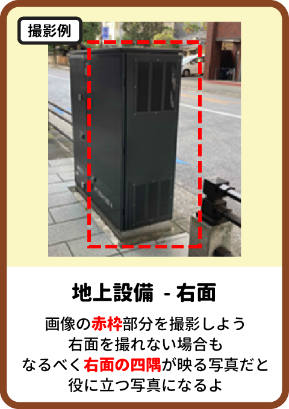 撮影例
地上設備 - 右面
画像の赤枠部分を撮影しよう
右面を撮れない場合も
なるべく右面の四隅が映る写真だと
役に立つ写真になるよ